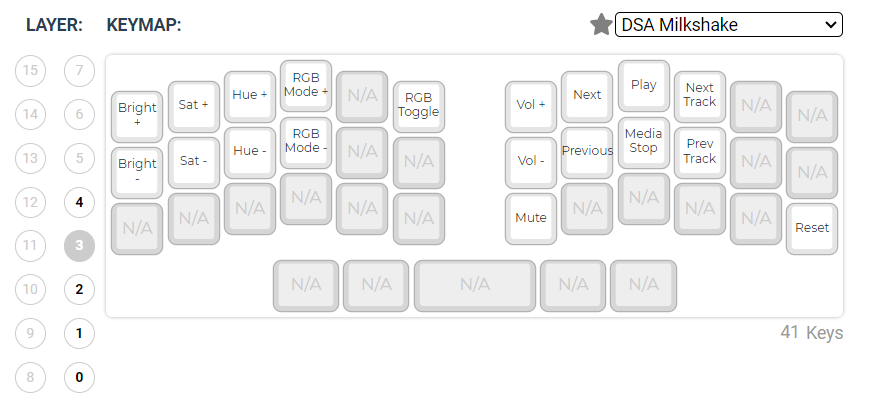 LAYER: KEYMAP: DSA Milkshake
15 7
14 6
13 5
12 4
11 3
10 2
9 1
8 0
Bright + Sat + Hue + RGB Mode + N/A RGB Toggle Vol + Next Play Next Track N/A N/A
Bright - Sat - Hue - RGB Mode - N/A N/A Vol - Previous Media Stop Prev Track N/A N/A
N/A N/A N/A N/A N/A N/A Mute N/A N/A N/A N/A Reset
N/A N/A N/A N/A N/A
41 Keys